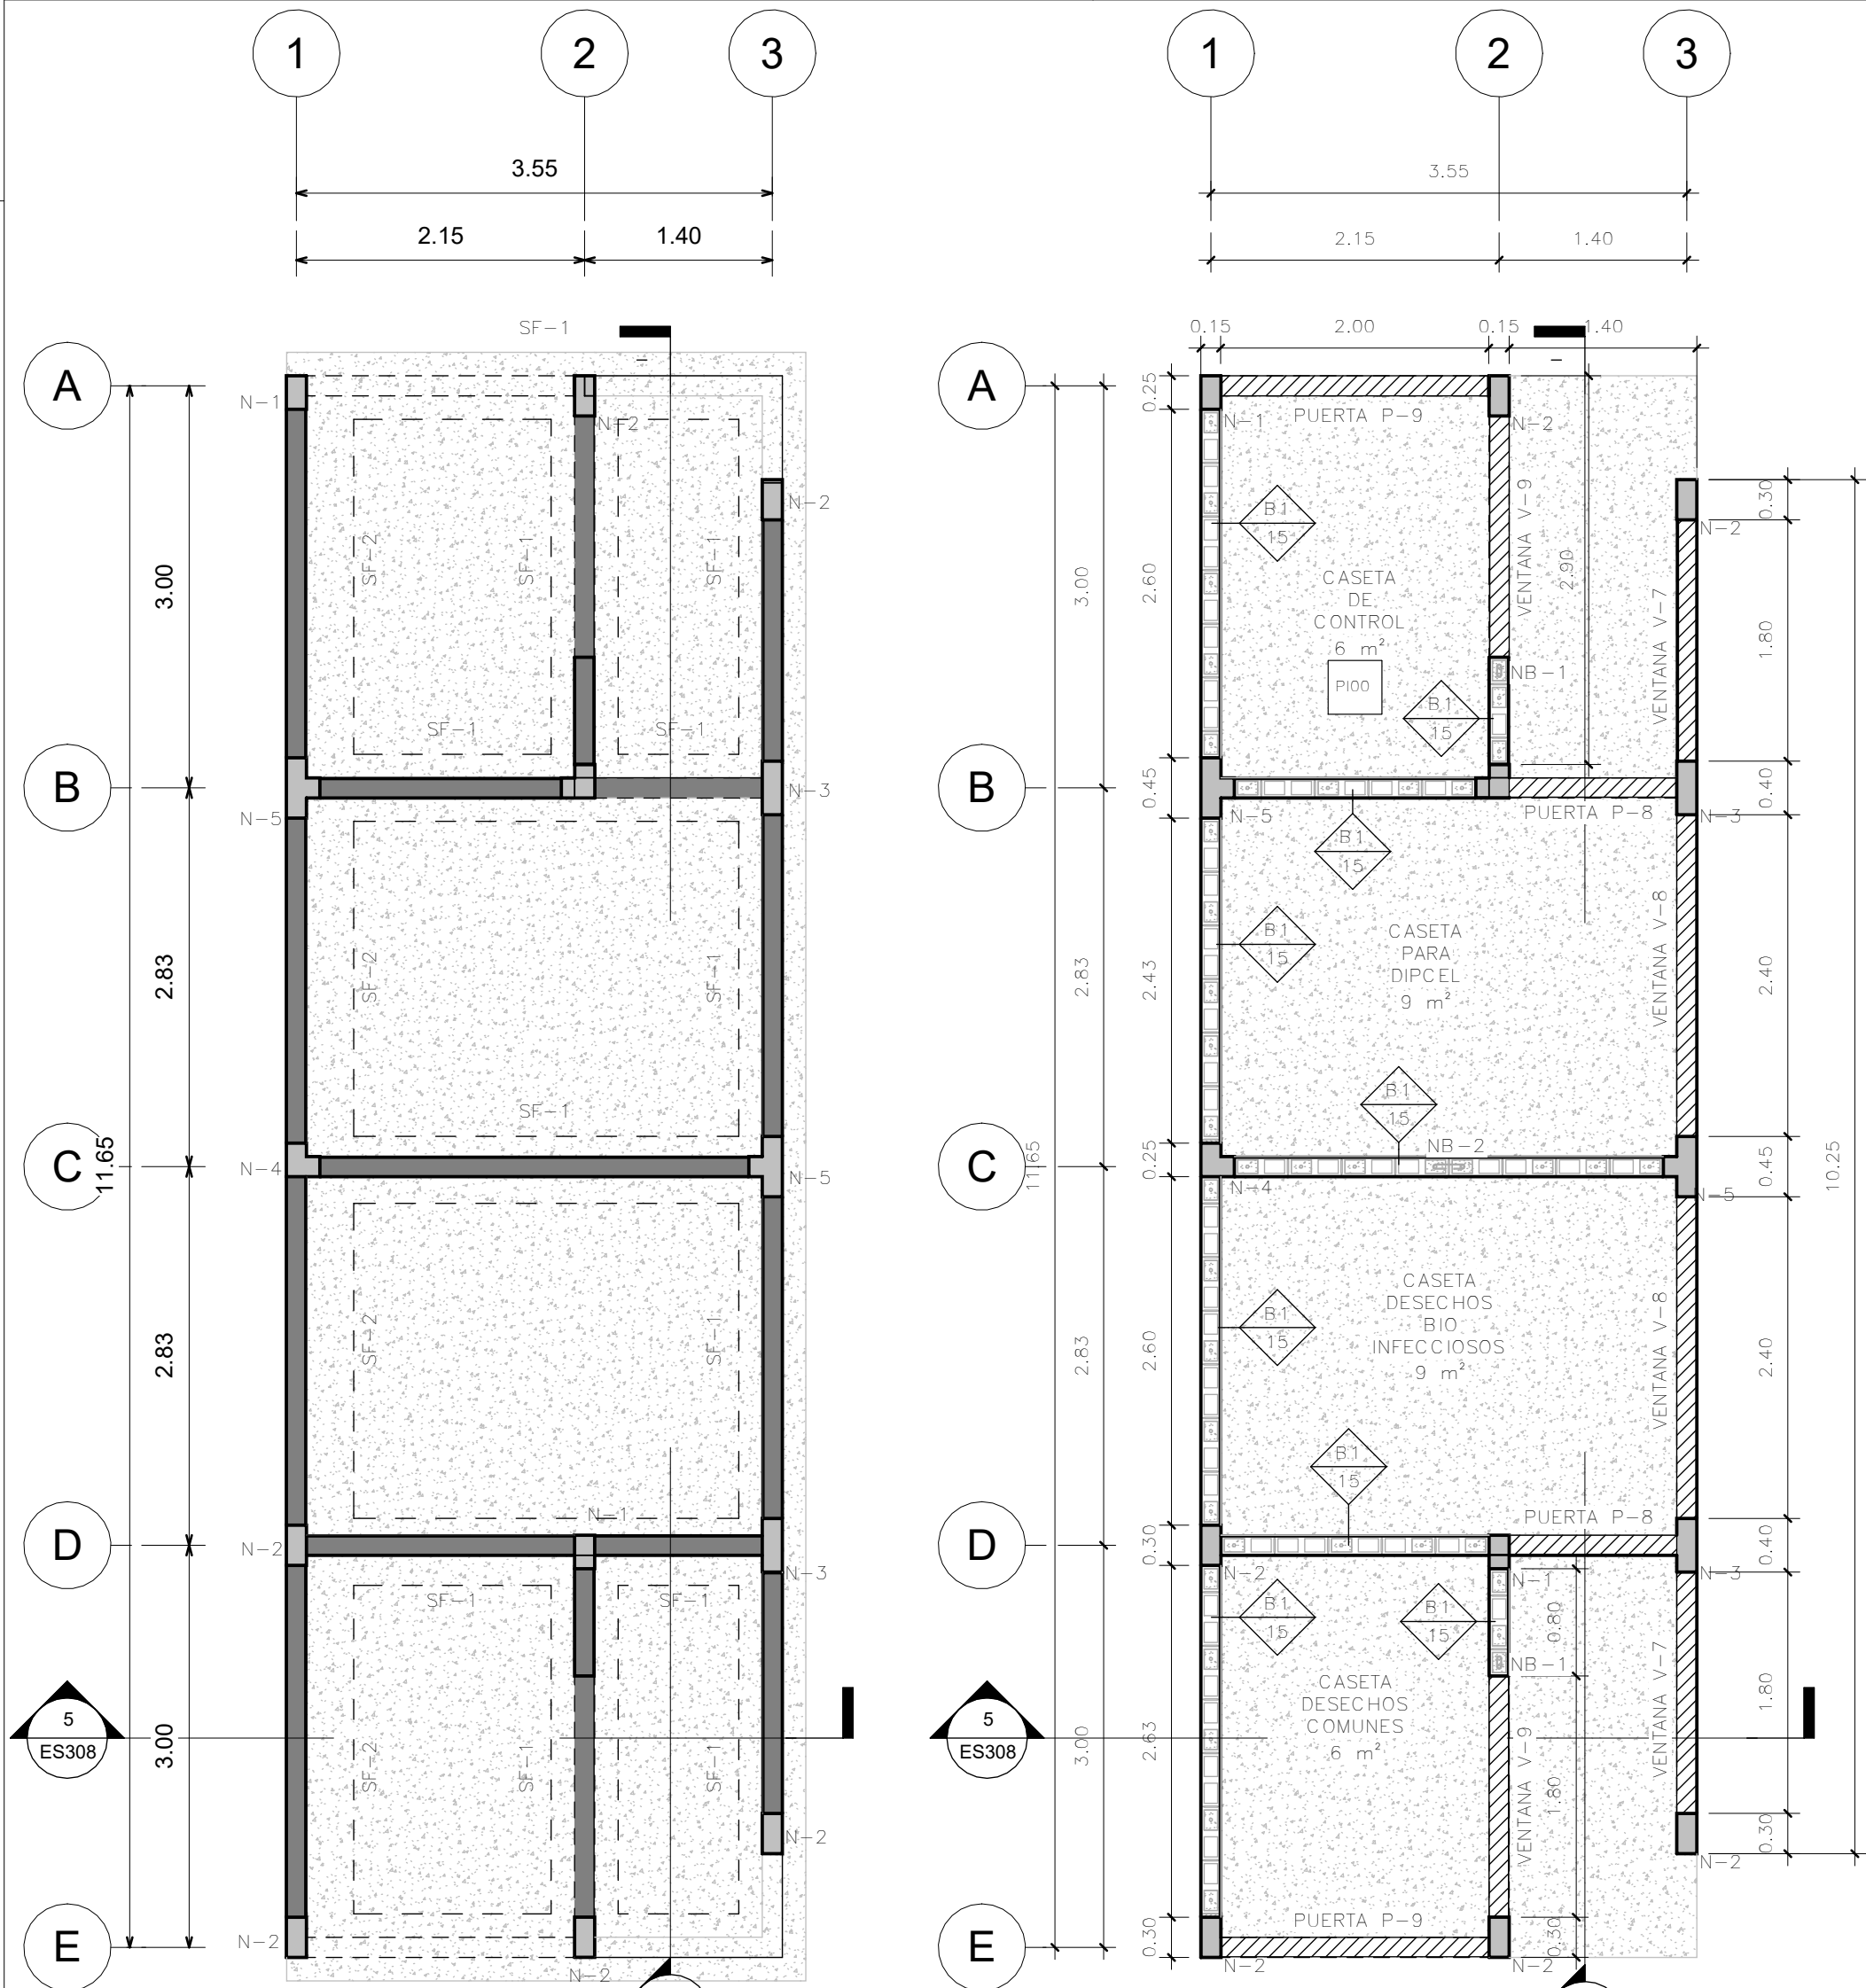 1
2
3
3.55
2.15
1.40
A
B
C
D
E
3.00
2.83
2.83
3.00
11.65
SF-1
N-1
N-2
N-2
SF-2
SF-1
SF-1
SF-1
SF-1
N-5
N-3
SF-2
SF-1
SF-1
N-4
N-5
SF-2
SF-1
N-1
N-2
N-3
SF-1
SF-1
SF-2
SF-1
SF-1
N-2
N-2
N-2
5
ES308
1
2
3
3.55
2.15
1.40
0.15
2.00
0.15
1.40
A
B
C
D
E
3.00
2.83
2.83
3.00
11.65
0.25
2.60
0.45
2.43
0.25
2.60
0.30
2.63
0.30
PUERTA P-9
N-1
N-2
B1
15
CASETA
DE
CONTROL
6 m²
PI00
VENTANA V-9
2.90
NB-1
B1
15
N-2
VENTANA V-7
0.30
1.80
0.40
N-5
PUERTA P-8
N-3
B1
15
B1
15
CASETA
PARA
DIPCEL
9 m²
VENTANA V-8
2.40
B1
15
NB-2
N-4
N-5
0.45
10.25
B1
15
CASETA
DESECHOS
BIO
INFECCIOSOS
9 m²
VENTANA V-8
2.40
B1
15
PUERTA P-8
0.40
N-2
N-1
N-3
B1
15
B1
15
0.80
NB-1
CASETA
DESECHOS
COMUNES
6 m²
VENTANA V-9
1.80
VENTANA V-7
1.80
0.30
N-2
PUERTA P-9
0.30
N-2
N-2
5
ES308